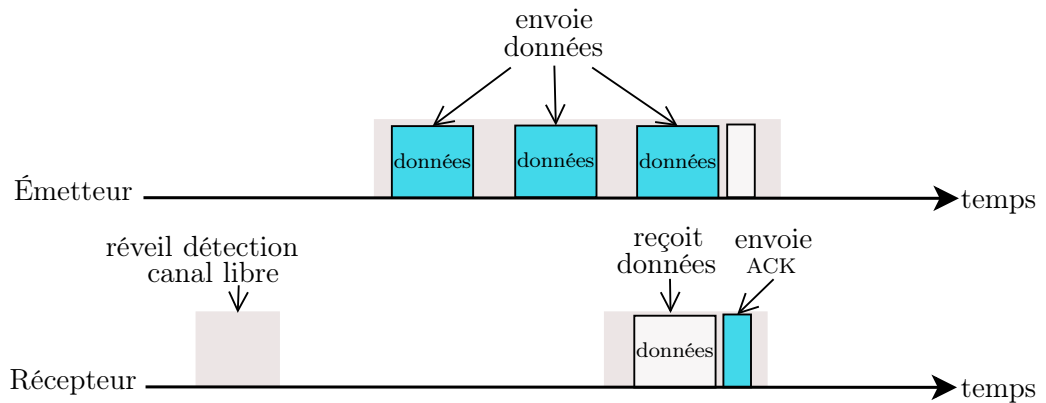 envoie
données
données
données
données
Émetteur
temps
réveil détection
canal libre
reçoit
données
envoie
ACK
données
Récepteur
temps